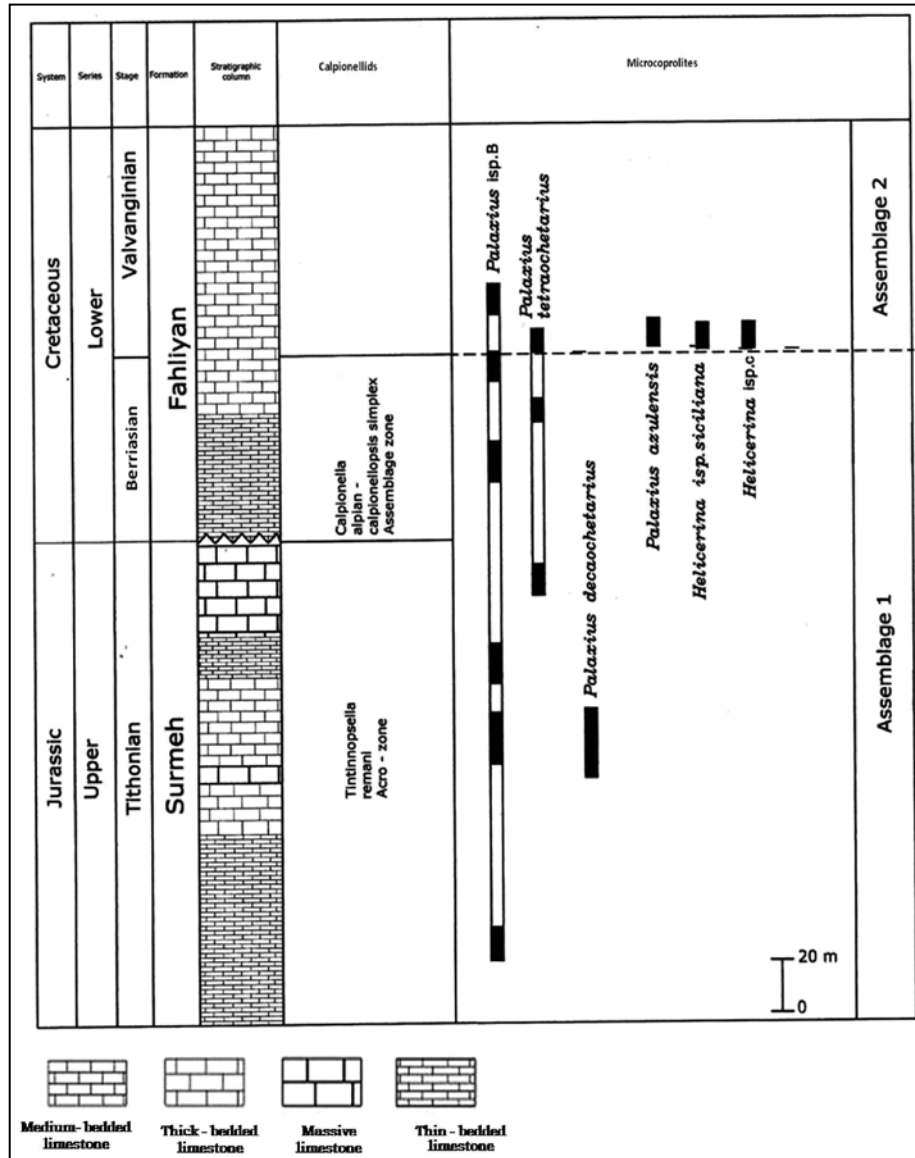 System
Series
Stage
Formation
Stratigraphic
column
Calpionellids
Microcoprolites
Cretaceous
Lower
Valvanginian
Berriasian
Fahliyan
Jurassic
Upper
Tithonian
Surmeh
Calpionella
alpian -
calpionellopsis simplex
Assemblage zone
Tintinnopsella
remani
Acro - zone
Palaxius isp.B
Palaxius
tetraochetarius
Palaxius decaochetarius
Palaxius azulensis
Helicerina isp.siciliana
Helicerina isp.c
Assemblage 2
Assemblage 1
20 m
0
Medium- bedded
limestone
Thick - bedded
limestone
Massive
limestone
Thin - bedded
limestone